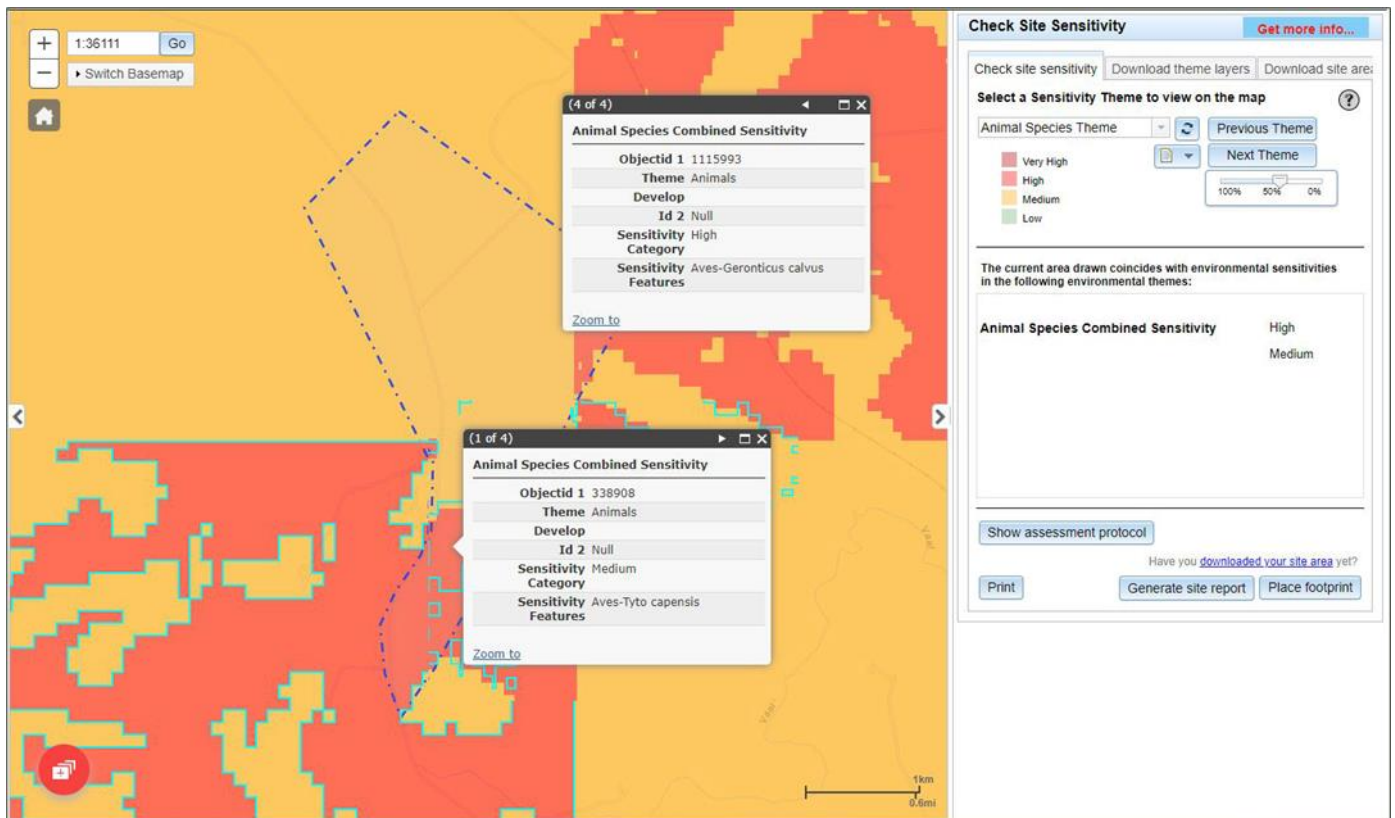 1:36111
Go
Switch Basemap
(4 of 4)
Animal Species Combined Sensitivity
Objectid 1 1115993
Theme Animals
Develop
Id 2 Null
Sensitivity High
Category
Sensitivity Aves-Geronticus calvus
Features
Zoom to
(1 of 4)
Animal Species Combined Sensitivity
Objectid 1 338908
Theme Animals
Develop
Id 2 Null
Sensitivity Medium
Category
Sensitivity Aves-Tyto capensis
Features
Zoom to
Vaal
Vaal
1km
0.6mi
Check Site Sensitivity
Get more info...
Check site sensitivity
Download theme layers
Download site area
Select a Sensitivity Theme to view on the map
?
Animal Species Theme
Previous Theme
Next Theme
Very High
High
Medium
Low
100% 50% 0%
The current area drawn coincides with environmental sensitivities
in the following environmental themes:
Animal Species Combined Sensitivity High
Medium
Show assessment protocol
Have you downloaded your site area yet?
Print
Generate site report
Place footprint